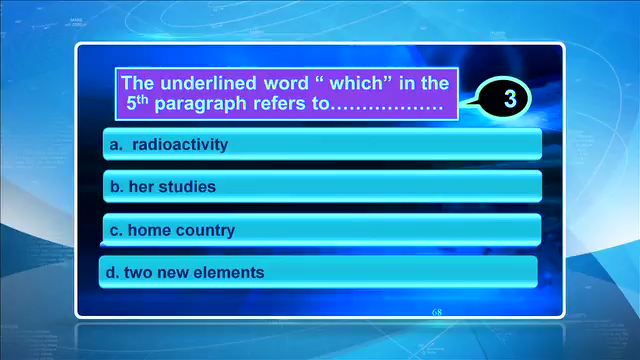 The underlined word “ which” in the
5th paragraph refers to………………
3
a. radioactivity
b. her studies
c. home country
d. two new elements
68